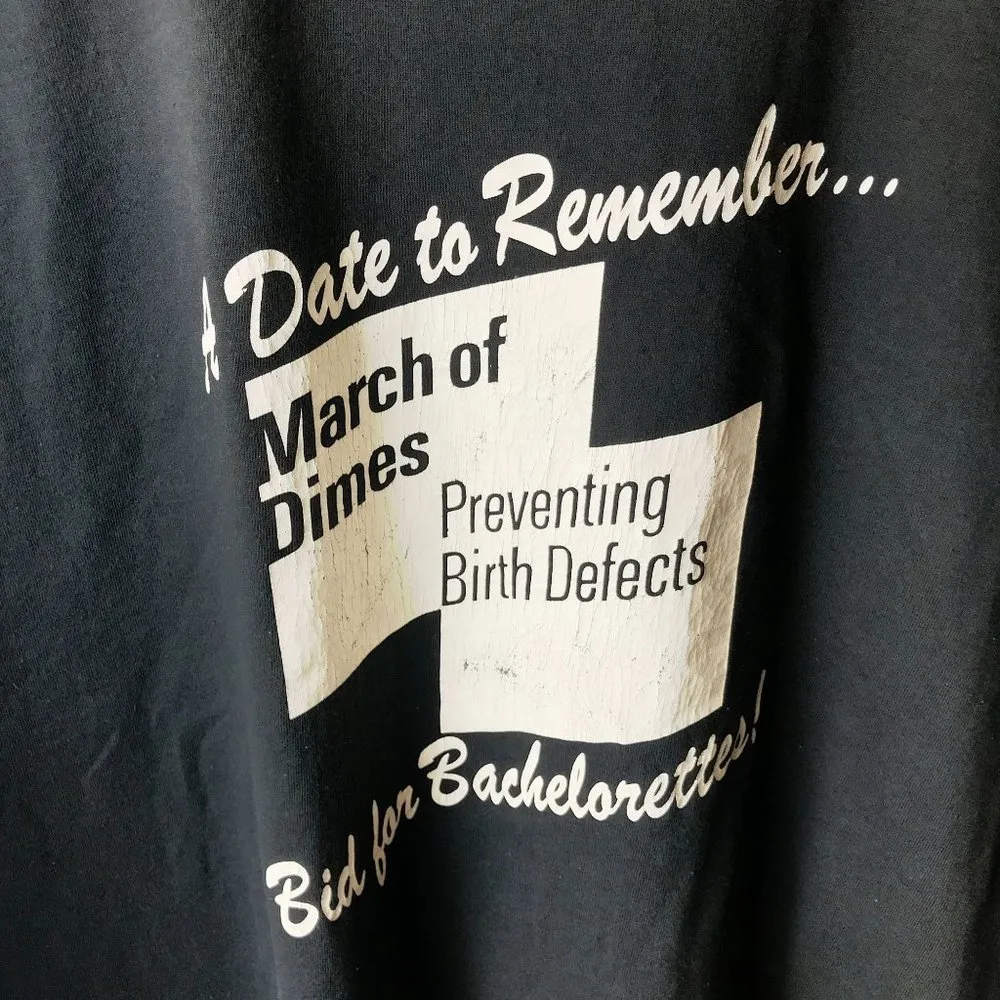 A Date to Remember...
March of
Dimes
Preventing
Birth Defects
Bid for Bachelorettes!